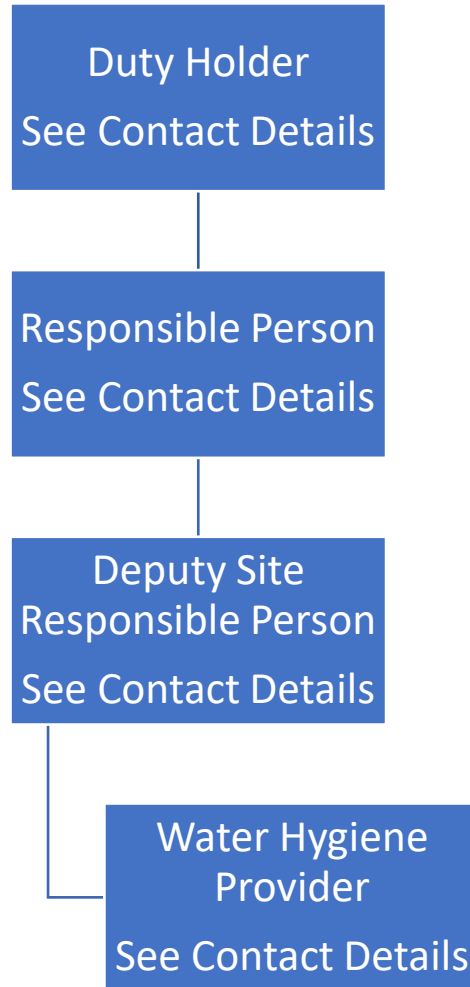 Duty Holder
See Contact Details
Responsible Person
See Contact Details
Deputy Site
Responsible Person
See Contact Details
Water Hygiene
Provider
See Contact Details